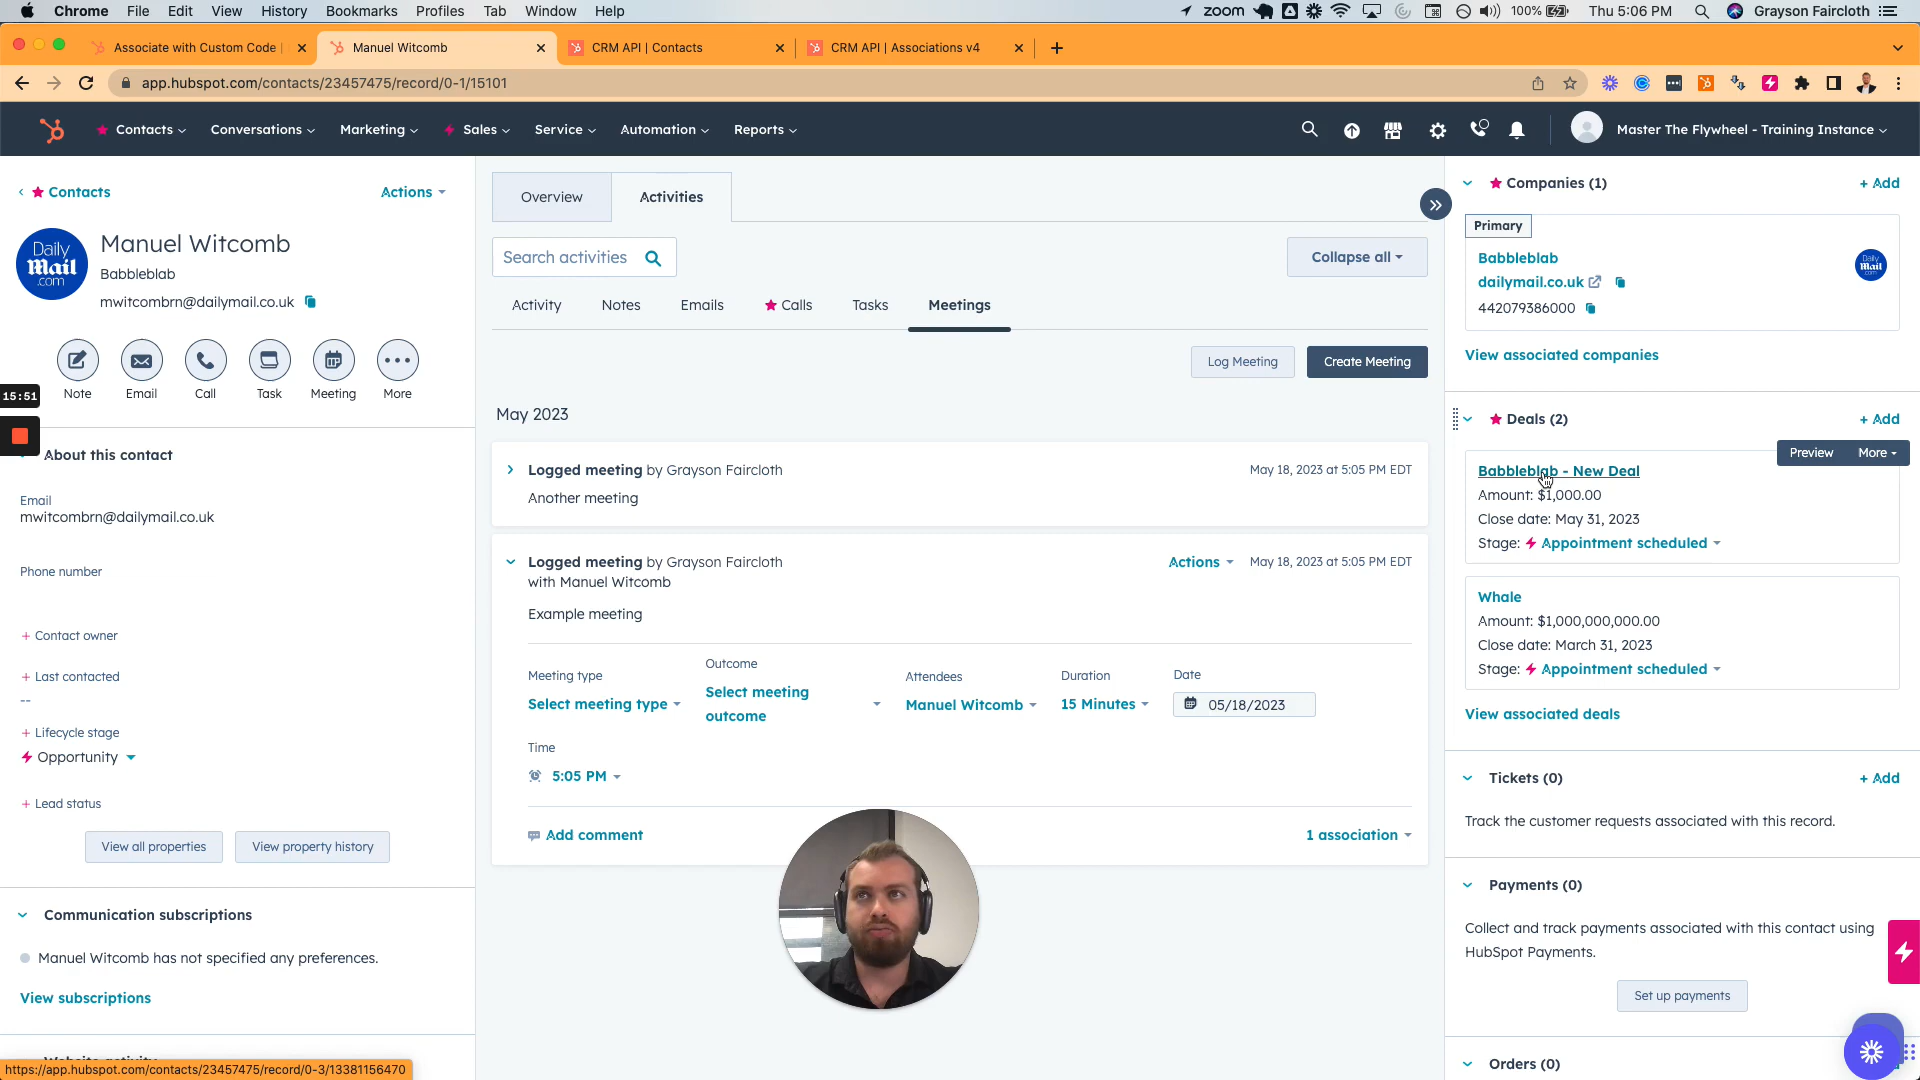 Chrome File Edit View History Bookmarks Profiles Tab Window Help
zoom 100% Thu 5:06 PM Grayson Faircloth
Associate with Custom Code |
Manuel Witcomb
CRM API | Contacts
CRM API | Associations v4
app.hubspot.com/contacts/23457475/record/0-1/15101
Contacts Conversations Marketing Sales Service Automation Reports
Master The Flywheel - Training Instance
Contacts
Actions
Daily
Mail
.com
Manuel Witcomb
Babbleblab
mwitcombrn@dailymail.co.uk
Note Email Call Task Meeting More
15:51
About this contact
Email
mwitcombrn@dailymail.co.uk
Phone number
+ Contact owner
+ Last contacted
--
+ Lifecycle stage
Opportunity
+ Lead status
View all properties
View property history
Communication subscriptions
Manuel Witcomb has not specified any preferences.
View subscriptions
Website activity
https://app.hubspot.com/contacts/23457475/record/0-3/13381156470
Overview Activities
Search activities
Collapse all
Activity Notes Emails Calls Tasks Meetings
Log Meeting
Create Meeting
May 2023
Logged meeting by Grayson Faircloth
May 18, 2023 at 5:05 PM EDT
Another meeting
Logged meeting by Grayson Faircloth
with Manuel Witcomb
Actions
May 18, 2023 at 5:05 PM EDT
Example meeting
Meeting type
Select meeting type
Outcome
Select meeting
outcome
Attendees
Manuel Witcomb
Duration
15 Minutes
Date
05/18/2023
Time
5:05 PM
Add comment
1 association
Companies (1)
+ Add
Primary
Babbleblab
dailymail.co.uk
442079386000
Daily
Mail
.com
View associated companies
Deals (2)
+ Add
Preview More
Babbleblab - New Deal
Amount: $1,000.00
Close date: May 31, 2023
Stage: Appointment scheduled
Whale
Amount: $1,000,000,000.00
Close date: March 31, 2023
Stage: Appointment scheduled
View associated deals
Tickets (0)
+ Add
Track the customer requests associated with this record.
Payments (0)
Collect and track payments associated with this contact using
HubSpot Payments.
Set up payments
Orders (0)